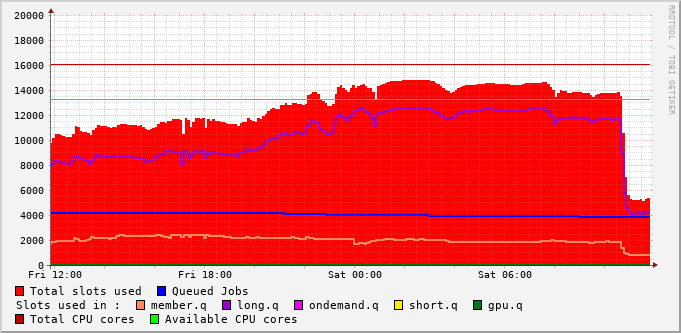 20000
18000
16000
14000
12000
10000
8000
6000
4000
2000
0
Fri 12:00 Fri 18:00 Sat 00:00 Sat 06:00
Total slots used Queued Jobs
Slots used in : member.q long.q ondemand.q short.q gpu.q
Total CPU cores Available CPU cores
RRDTOOL / TOBI OETIKER